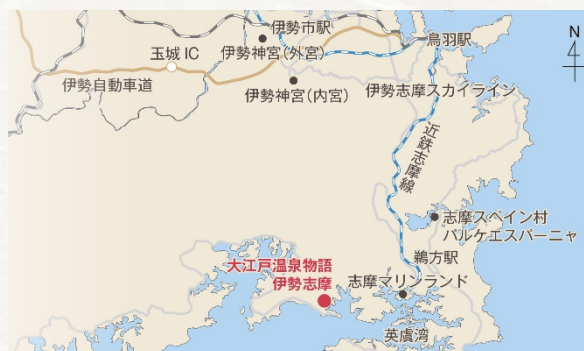 伊勢市駅
鳥羽駅
N
玉城 IC
伊勢神宮(外宮)
伊勢自動車道
伊勢神宮(内宮)
伊勢志摩スカイライン
近鉄志摩線
志摩スペイン村
パルケエスパーニャ
鵜方駅
大江戸温泉物語
伊勢志摩
志摩マリンランド
英虞湾